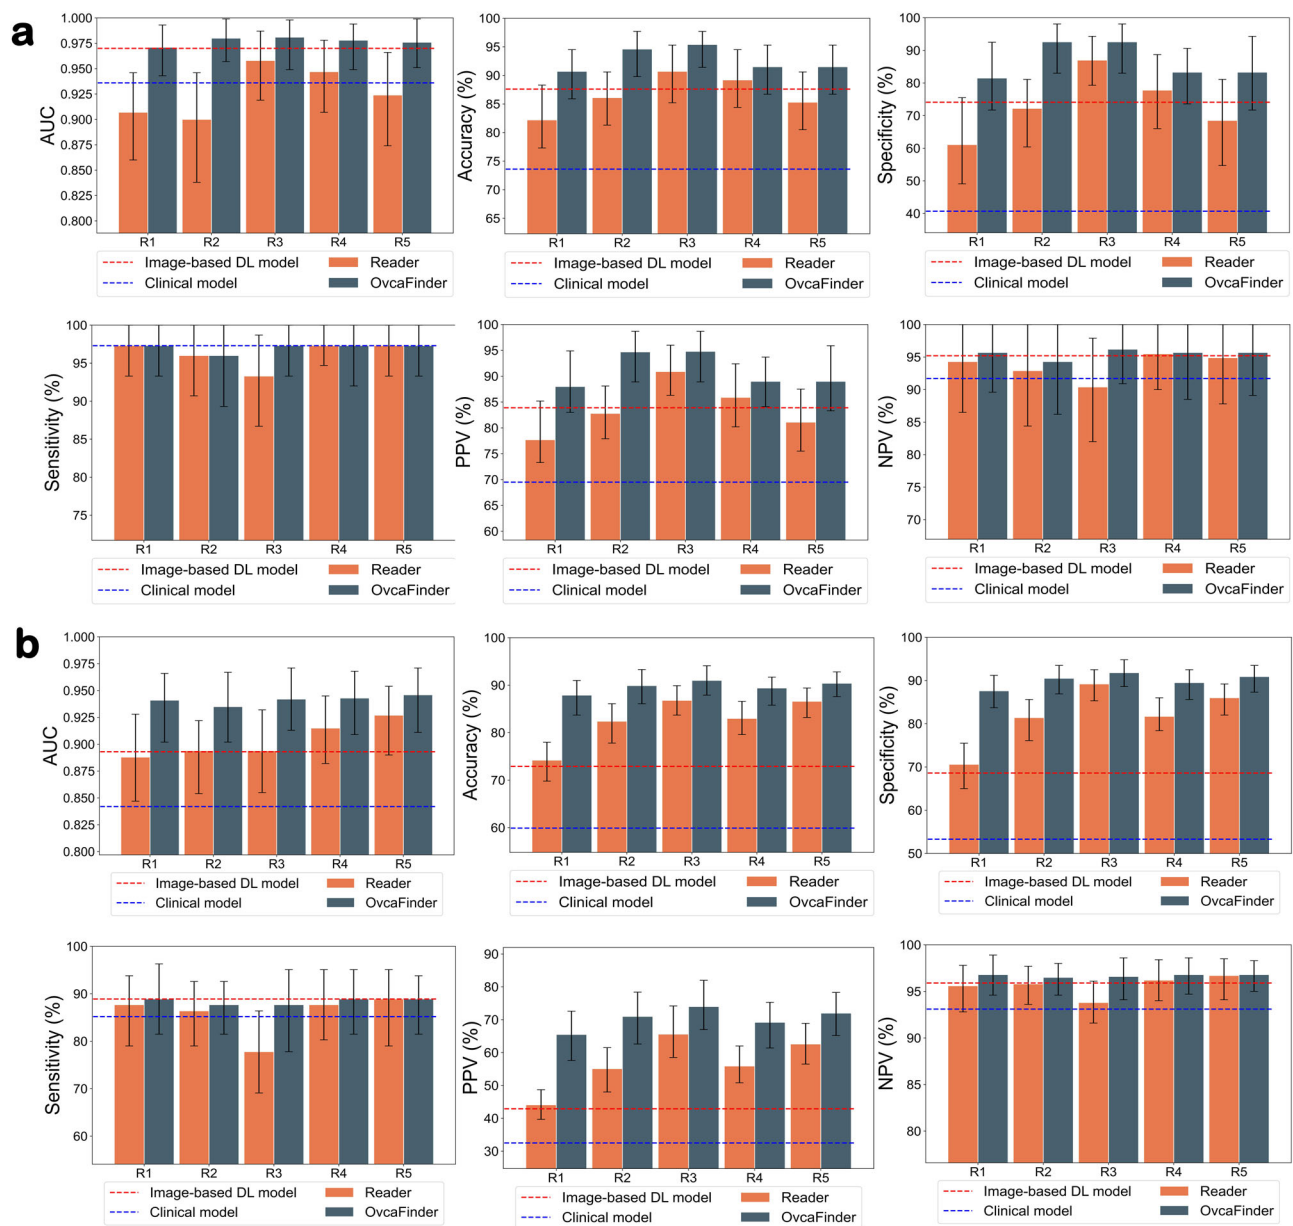 a
AUC
1.000
0.975
0.950
0.925
0.900
0.875
0.850
0.825
0.800
R1 R2 R3 R4 R5
Image-based DL model Reader
Clinical model OvcaFinder
Accuracy (%)
100
95
90
85
80
75
70
65
R1 R2 R3 R4 R5
Image-based DL model Reader
Clinical model OvcaFinder
Specificity (%)
100
90
80
70
60
50
40
R1 R2 R3 R4 R5
Image-based DL model Reader
Clinical model OvcaFinder
Sensitivity (%)
100
95
90
85
80
75
R1 R2 R3 R4 R5
Image-based DL model Reader
Clinical model OvcaFinder
PPV (%)
100
95
90
85
80
75
70
65
60
R1 R2 R3 R4 R5
Image-based DL model Reader
Clinical model OvcaFinder
NPV (%)
100
95
90
85
80
75
70
R1 R2 R3 R4 R5
Image-based DL model Reader
Clinical model OvcaFinder
b
AUC
1.000
0.975
0.950
0.925
0.900
0.875
0.850
0.825
0.800
R1 R2 R3 R4 R5
Image-based DL model Reader
Clinical model OvcaFinder
Accuracy (%)
100
90
80
70
60
R1 R2 R3 R4 R5
Image-based DL model Reader
Clinical model OvcaFinder
Specificity (%)
100
90
80
70
60
50
R1 R2 R3 R4 R5
Image-based DL model Reader
Clinical model OvcaFinder
Sensitivity (%)
100
90
80
70
60
R1 R2 R3 R4 R5
Image-based DL model Reader
Clinical model OvcaFinder
PPV (%)
90
80
70
60
50
40
30
R1 R2 R3 R4 R5
Image-based DL model Reader
Clinical model OvcaFinder
NPV (%)
100
95
90
85
80
R1 R2 R3 R4 R5
Image-based DL model Reader
Clinical model OvcaFinder